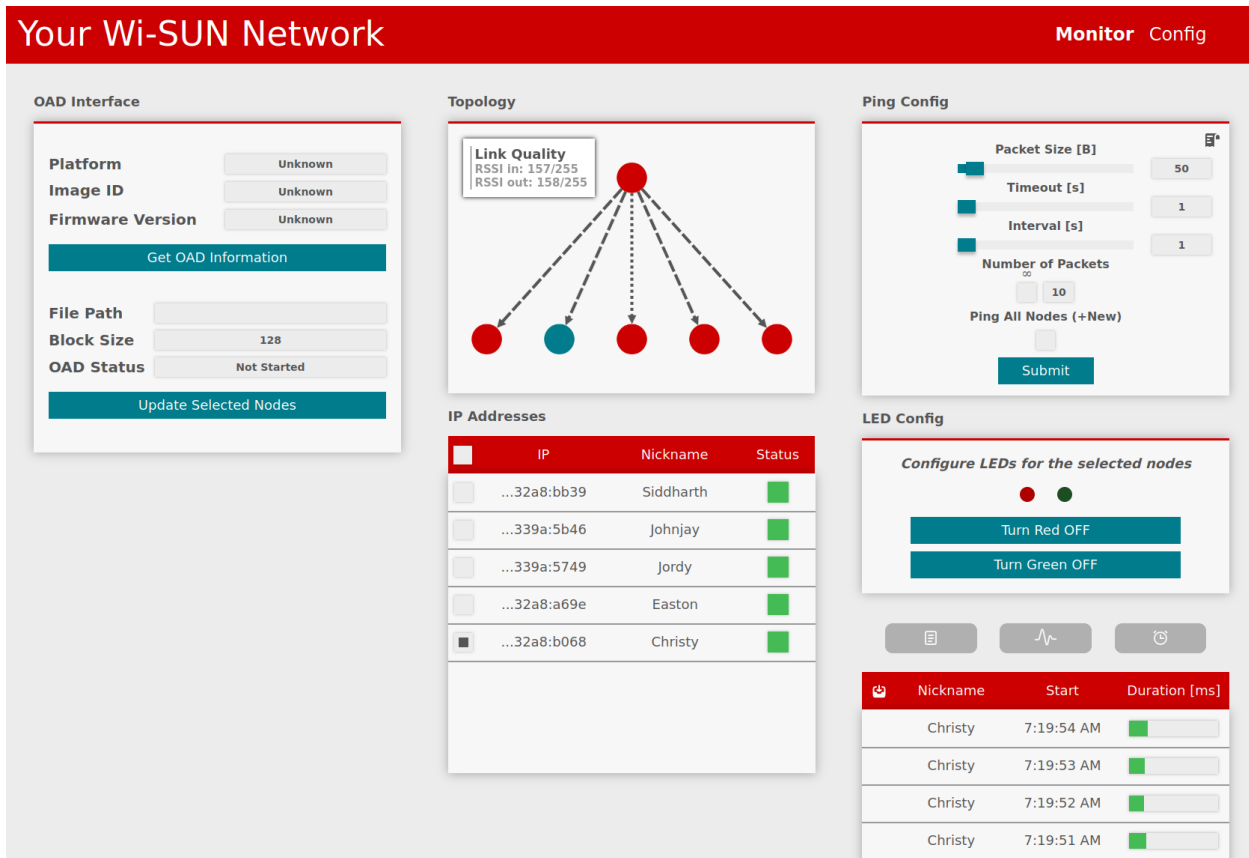 Your Wi-SUN Network
Monitor Config
OAD Interface
Platform Unknown
Image ID Unknown
Firmware Version Unknown
Get OAD Information
File Path
Block Size 128
OAD Status Not Started
Update Selected Nodes
Topology
Link Quality
RSSI in: 157/255
RSSI out: 158/255
IP Addresses
IP Nickname Status
...32a8:bb39 Siddharth
...339a:5b46 Johnjay
...339a:5749 Jordy
...32a8:a69e Easton
...32a8:b068 Christy
Ping Config
Packet Size [B]
50
Timeout [s]
1
Interval [s]
1
Number of Packets
∞
10
Ping All Nodes (+New)
Submit
LED Config
Configure LEDs for the selected nodes
Turn Red OFF
Turn Green OFF
Nickname Start Duration [ms]
Christy 7:19:54 AM
Christy 7:19:53 AM
Christy 7:19:52 AM
Christy 7:19:51 AM